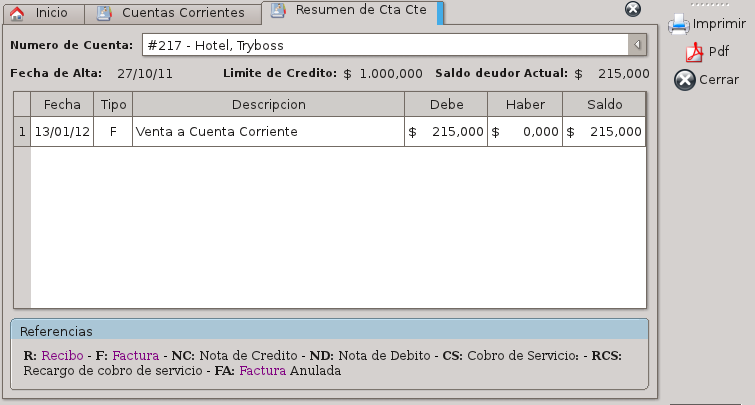 Inicio Cuentas Corrientes Resumen de Cta Cte
Imprimir
Numero de Cuenta: #217 - Hotel, Tryboss
Pdf
Fecha de Alta: 27/10/11 Limite de Credito: $ 1.000,000 Saldo deudor Actual: $ 215,000
Cerrar
Fecha Tipo Descripcion Debe Haber Saldo
1 13/01/12 F Venta a Cuenta Corriente $ 215,000 $ 0,000 $ 215,000
Referencias
R: Recibo - F: Factura - NC: Nota de Credito - ND: Nota de Debito - CS: Cobro de Servicio: - RCS:
Recargo de cobro de servicio - FA: Factura Anulada